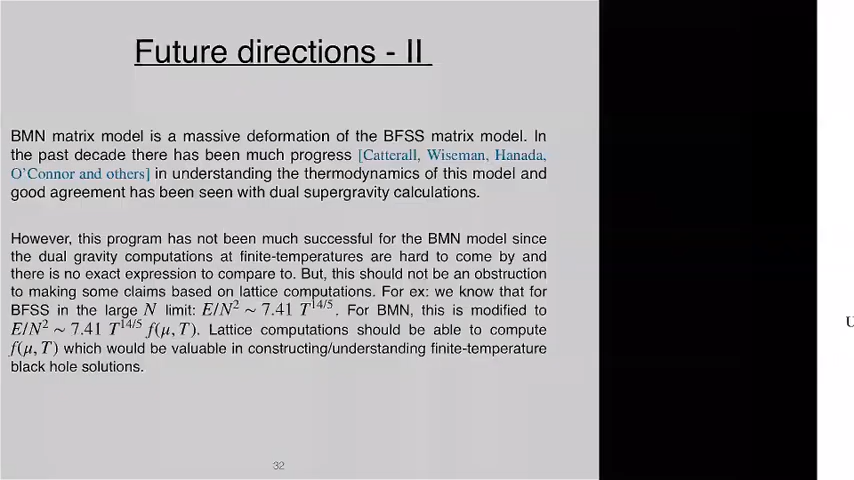 Future directions - II
BMN matrix model is a massive deformation of the BFSS matrix model. In
the past decade there has been much progress [Catterall, Wiseman, Hanada,
O'Connor and others] in understanding the thermodynamics of this model and
good agreement has been seen with dual supergravity calculations.
However, this program has not been much successful for the BMN model since
the dual gravity computations at finite-temperatures are hard to come by and
there is no exact expression to compare to. But, this should not be an obstruction
to making some claims based on lattice computations. For ex: we know that for
BFSS in the large N limit: E/N² ~ 7.41 T^{14/5}. For BMN, this is modified to
E/N² ~ 7.41 T^{14/5} f(μ, T). Lattice computations should be able to compute
f(μ, T) which would be valuable in constructing/understanding finite-temperature
black hole solutions.
32